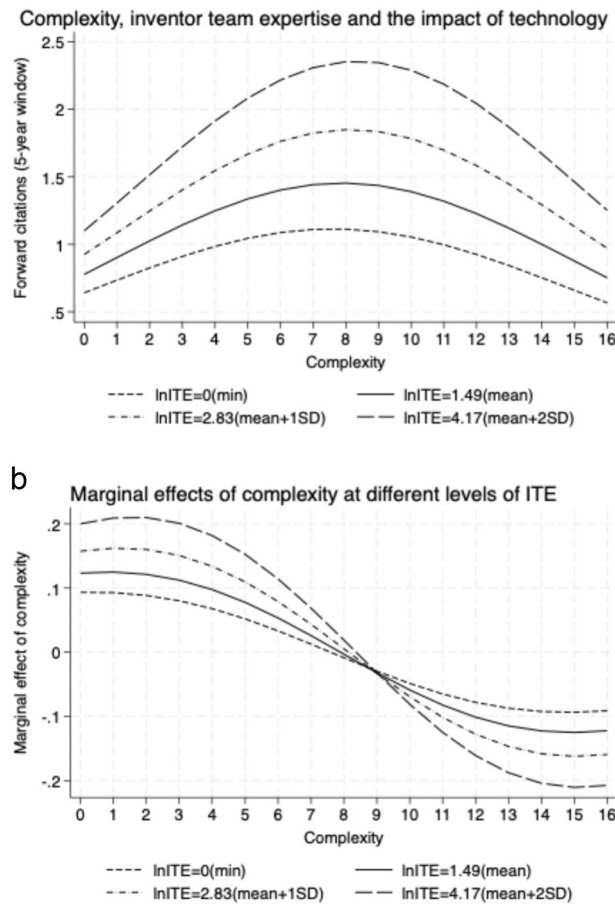 Complexity, inventor team expertise and the impact of technology
2.5
2
1.5
1
.5
Forward citations (5-year window)
0 1 2 3 4 5 6 7 8 9 10 11 12 13 14 15 16
Complexity
lnITE=0(min) lnITE=1.49(mean)
lnITE=2.83(mean+1SD) lnITE=4.17(mean+2SD)
b
Marginal effects of complexity at different levels of ITE
.2
.1
0
-.1
-.2
Marginal effect of complexity
0 1 2 3 4 5 6 7 8 9 10 11 12 13 14 15 16
Complexity
lnITE=0(min) lnITE=1.49(mean)
lnITE=2.83(mean+1SD) lnITE=4.17(mean+2SD)